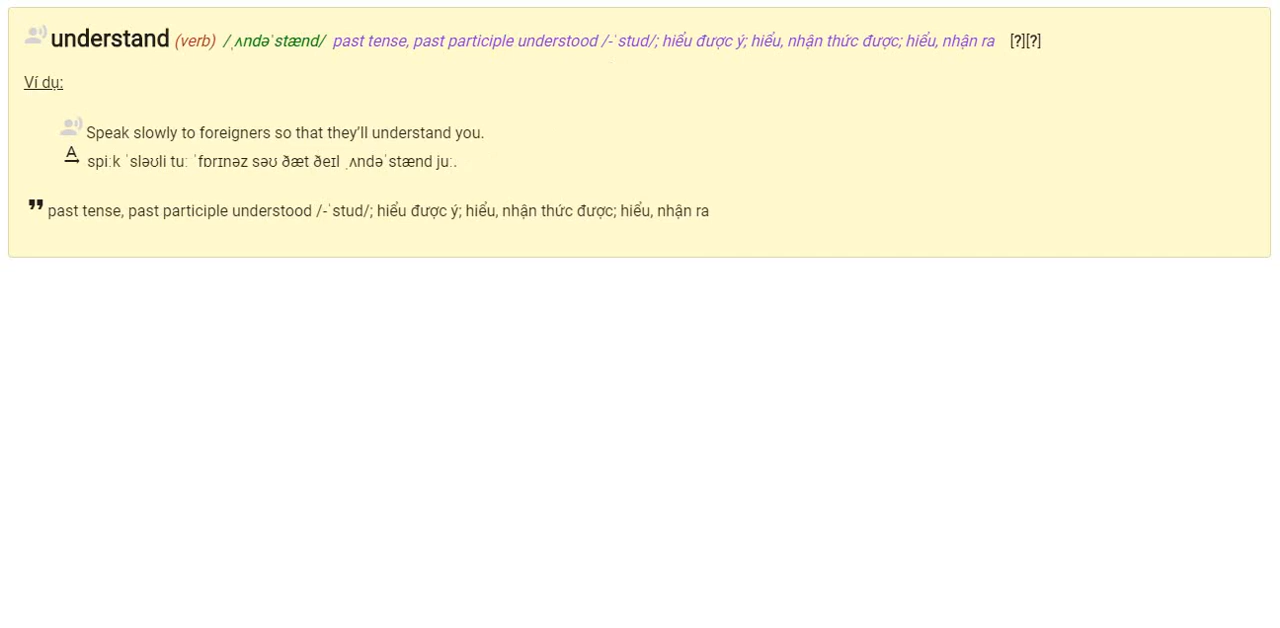 understand (verb) /ˌʌndəˈstænd/ past tense, past participle understood /-ˈstud/; hiểu được ý; hiểu, nhận thức được; hiểu, nhận ra [?][?]
Ví dụ:
Speak slowly to foreigners so that they’ll understand you.
spiːk ˈsləʊli tuː ˈfɒrɪnəz səʊ ðæt ðeɪl ˌʌndəˈstænd juː.
past tense, past participle understood /-ˈstud/; hiểu được ý; hiểu, nhận thức được; hiểu, nhận ra